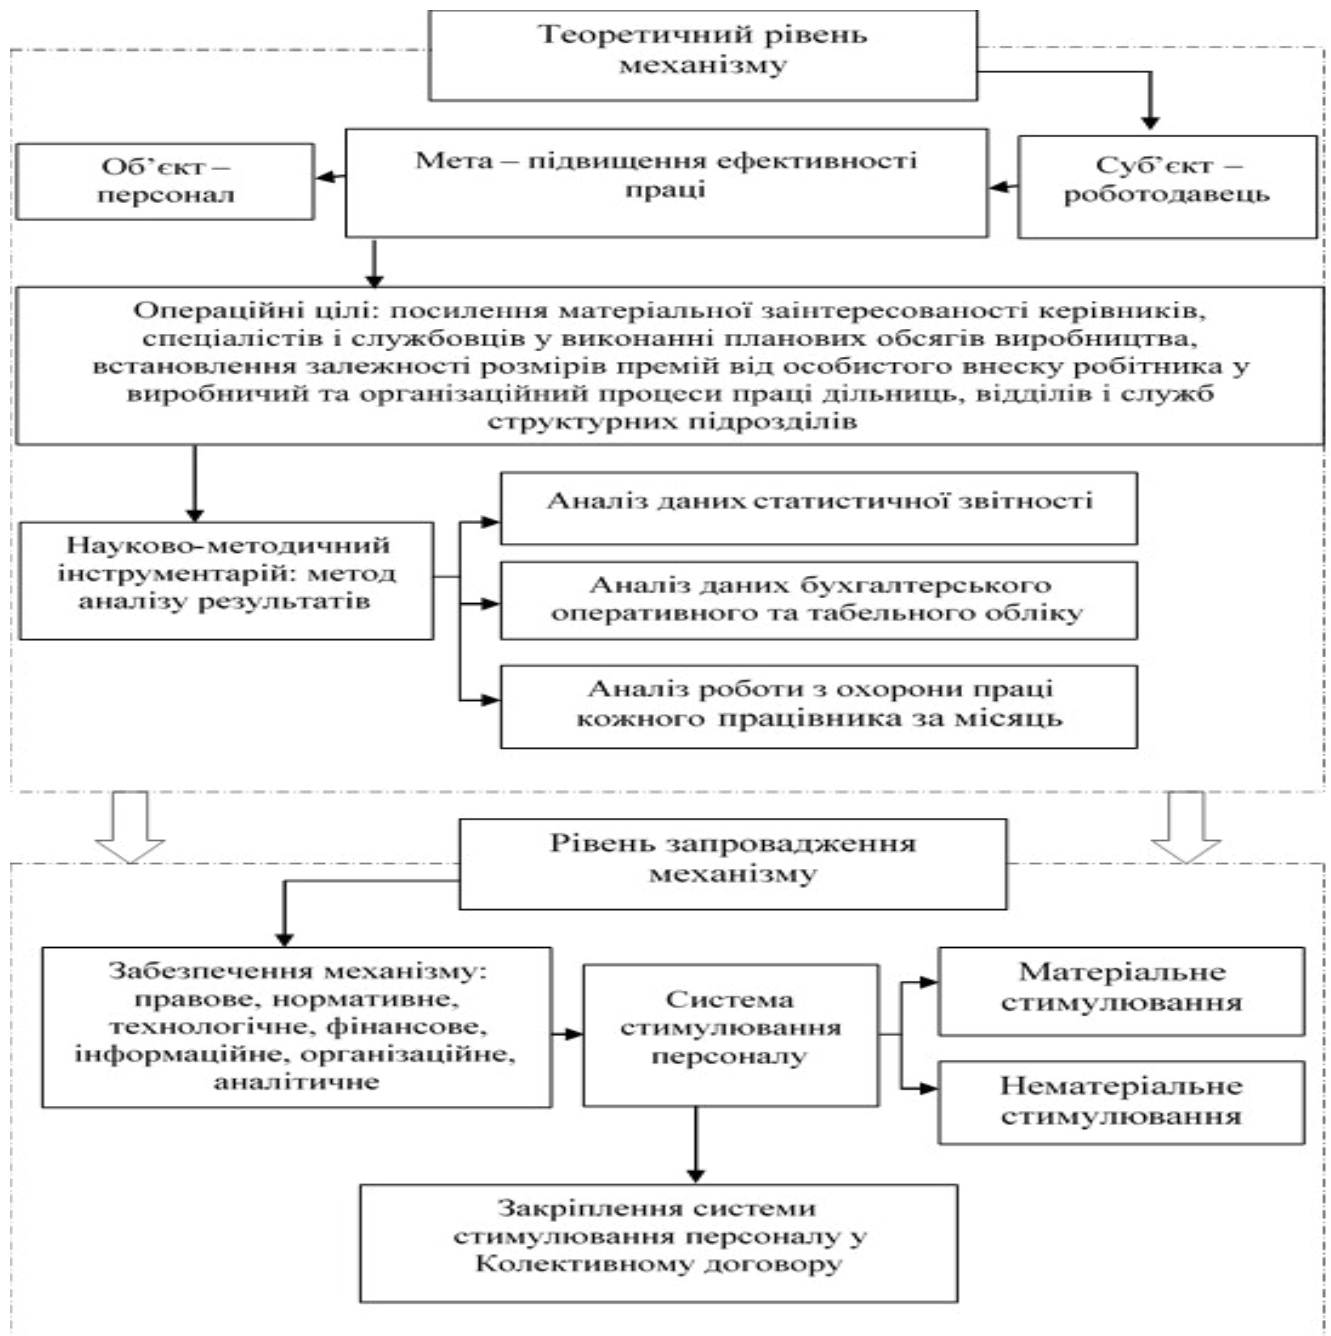 Теоретичний рівень
механізму
Об’єкт –
персонал
Мета – підвищення ефективності
праці
Суб’єкт –
роботодавець
Операційні цілі: посилення матеріальної заінтересованості керівників,
спеціалістів і службовців у виконанні планових обсягів виробництва,
встановлення залежності розмірів премій від особистого внеску робітника у
виробничий та організаційний процеси праці дільниць, відділів і служб
структурних підрозділів
Науково-методичний
інструментарій: метод
аналізу результатів
Аналіз даних статистичної звітності
Аналіз даних бухгалтерського
оперативного та табельного обліку
Аналіз роботи з охорони праці
кожного працівника за місяць
Рівень запровадження
механізму
Забезпечення механізму:
правове, нормативне,
технологічне, фінансове,
інформаційне, організаційне,
аналітичне
Система
стимулювання
персоналу
Матеріальне
стимулювання
Нематеріальне
стимулювання
Закріплення системи
стимулювання персоналу у
Колективному договору